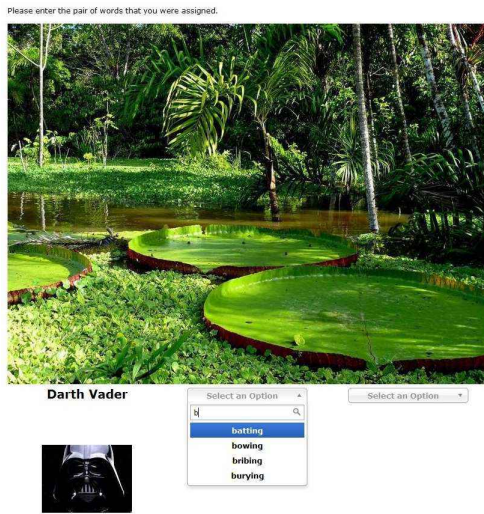 Please enter the pair of words that you were assigned.
Darth Vader
Select an Option
Select an Option
b
batting
bowing
bribing
burying